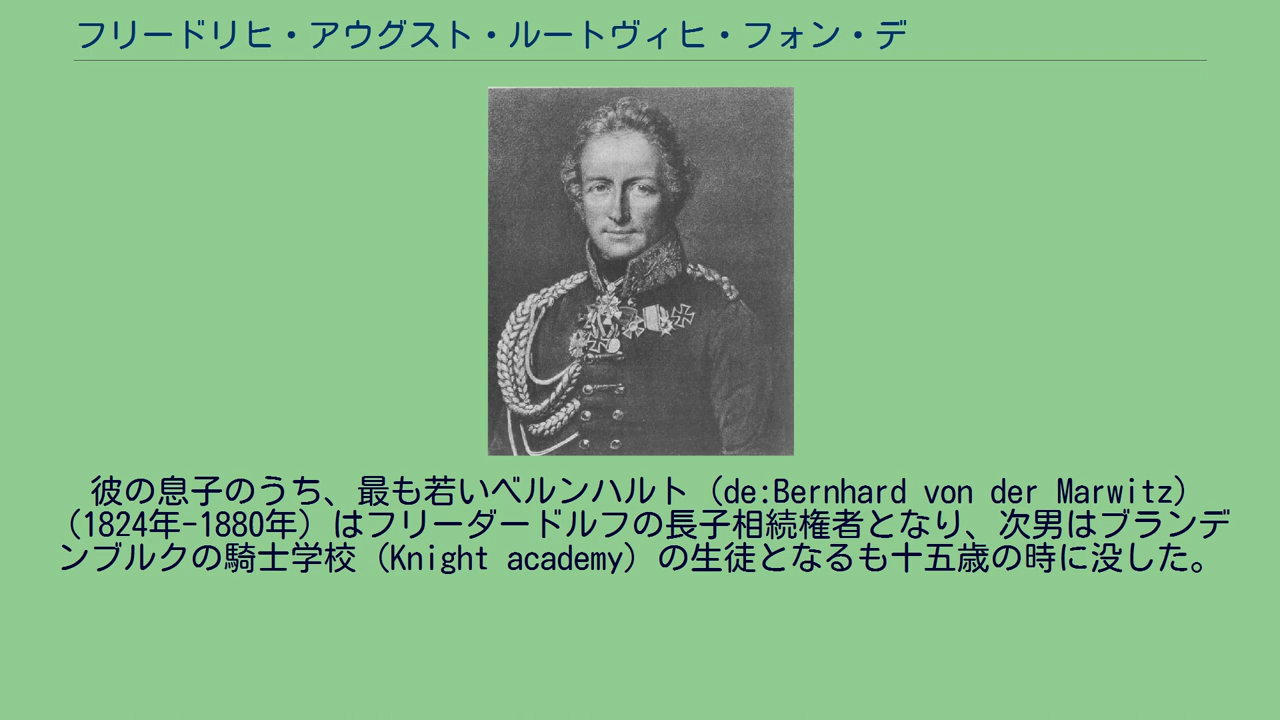 フリードリヒ・アウグスト・ルートヴィヒ・フォン・デ
彼の息子のうち、最も若いベルンハルト（de:Bernhard von der Marwitz）
（1824年-1880年）はフリーダードルフの長子相続権者となり、次男はブランデ
ンブルクの騎士学校（Knight academy）の生徒となるも十五歳の時に没した。